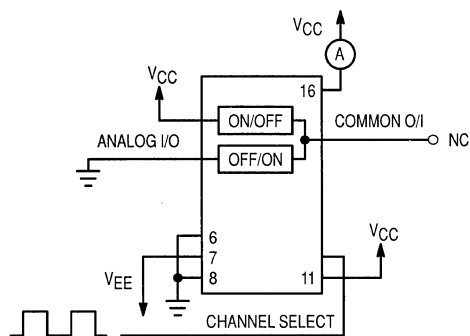 VCC
A
16
VCC
ON/OFF
COMMON O/I
NC
ANALOG I/O
OFF/ON
6
7
8
11
VCC
VEE
CHANNEL SELECT